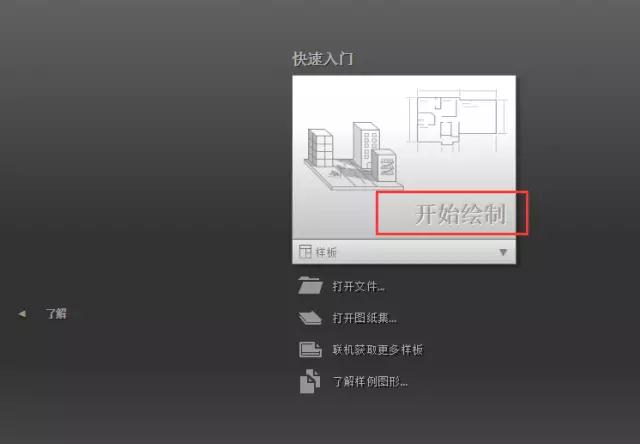 快速入门
开始绘制
样板
打开文件...
打开图纸集...
联机获取更多样板
了解样例图形...
了解